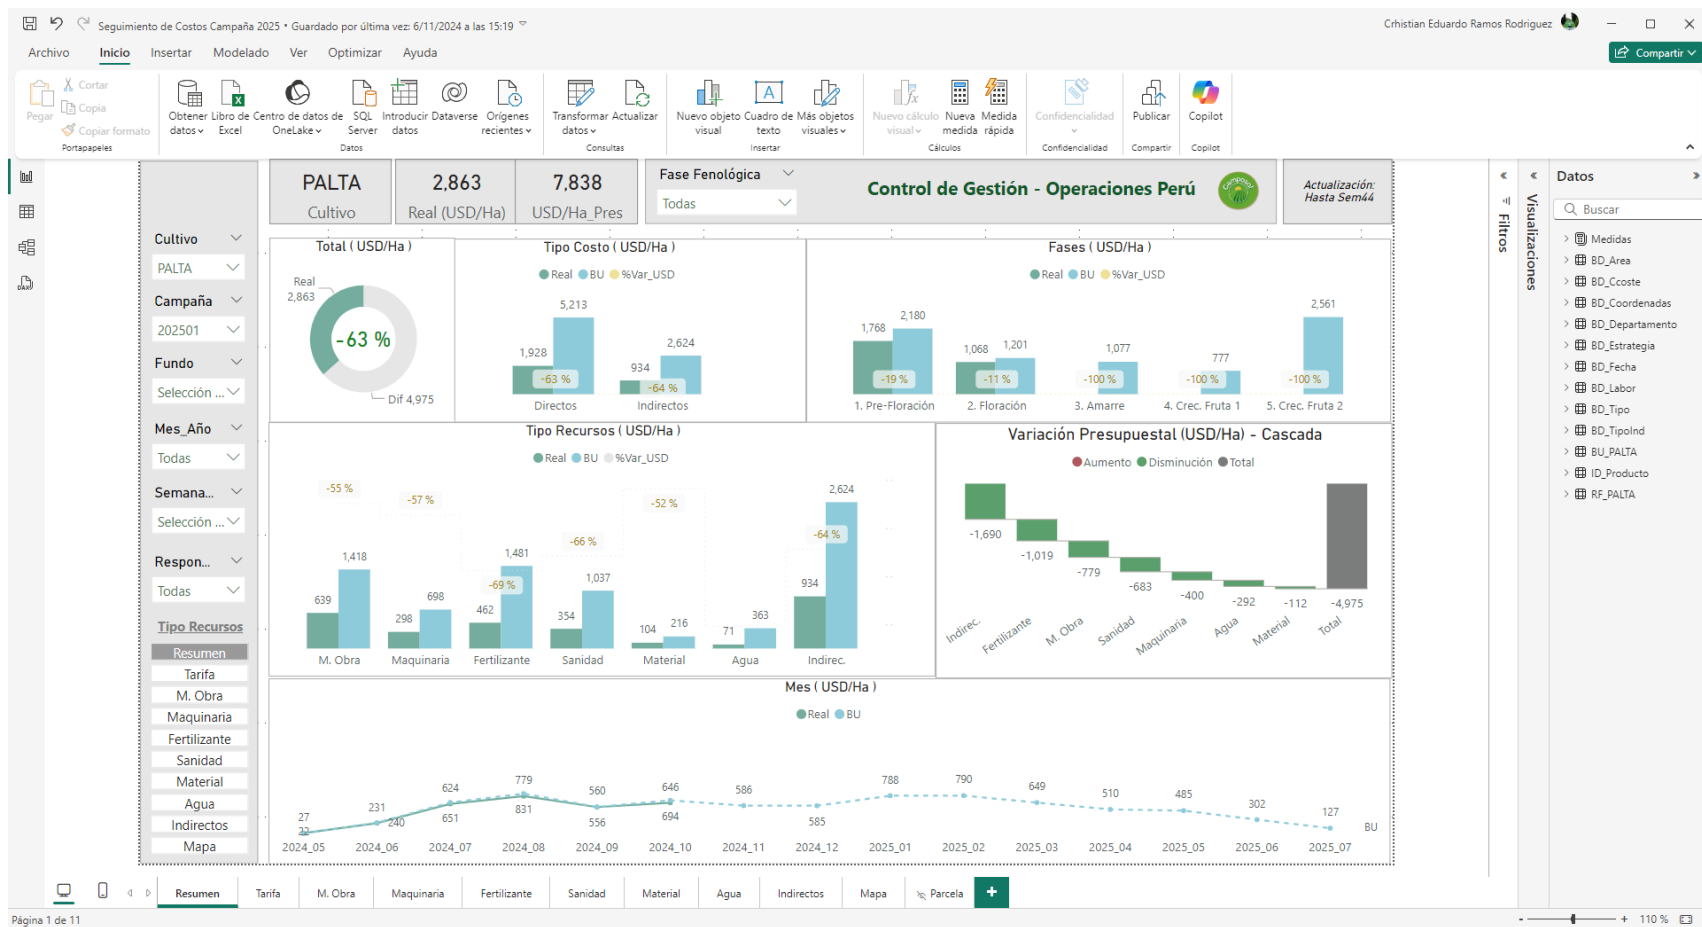 Seguimiento de Costos Campaña 2025 • Guardado por última vez: 6/11/2024 a las 15:19
Crhistian Eduardo Ramos Rodriguez
Archivo Inicio Insertar Modelado Ver Optimizar Ayuda
Compartir
Pegar
Cortar
Copia
Copiar formato
Portapapeles
Obtener datos
Libro de Excel
Centro de datos de OneLake
SQL Server
Introducir datos
Dataverse
Orígenes recientes
Datos
Transformar datos
Actualizar
Consultas
Nuevo objeto visual
Cuadro de texto
Más objetos visuales
Insertar
Nuevo cálculo visual
Nueva medida
Medida rápida
Cálculos
Confidencialidad
Confidencialidad
Publicar
Compartir
Copilot
Copilot
PALTA
Cultivo
2,863
Real (USD/Ha)
7,838
USD/Ha_Pres
Fase Fenológica
Todas
Control de Gestión - Operaciones Perú
Camposol
Actualización:
Hasta Sem44
Cultivo
PALTA
Campaña
202501
Fundo
Selección ...
Mes_Año
Todas
Semana...
Selección ...
Respon...
Todas
Tipo Recursos
Resumen
Tarifa
M. Obra
Maquinaria
Fertilizante
Sanidad
Material
Agua
Indirectos
Mapa
Total ( USD/Ha )
Real
2,863
-63 %
Dif 4,975
Tipo Costo ( USD/Ha )
Real BU %Var_USD
1,928 5,213 -63 %
934 2,624 -64 %
Directos Indirectos
Fases ( USD/Ha )
Real BU %Var_USD
1,768 2,180 -19 %
1,068 1,201 -11 %
1,077 -100 %
777 -100 %
2,561 -100 %
1. Pre-Floración 2. Floración 3. Amarre 4. Crec. Fruta 1 5. Crec. Fruta 2
Tipo Recursos ( USD/Ha )
Real BU %Var_USD
-55 % -57 % -69 % -66 % -52 % -64 %
639 1,418
298 698
462 1,481
354 1,037
104 216
71 363
934 2,624
M. Obra Maquinaria Fertilizante Sanidad Material Agua Indirec.
Variación Presupuestal (USD/Ha) - Cascada
Aumento Disminución Total
-1,690 -1,019 -779 -683 -400 -292 -112 -4,975
Indirec. Fertilizante M. Obra Sanidad Maquinaria Agua Material Total
Mes ( USD/Ha )
Real BU
27 231 624 779 560 646 586 788 790 649 510 485 302 127
22 240 651 831 556 694 585
BU
2024_05 2024_06 2024_07 2024_08 2024_09 2024_10 2024_11 2024_12 2025_01 2025_02 2025_03 2025_04 2025_05 2025_06 2025_07
Filtros
Visualizaciones
Datos
Buscar
Medidas
BD_Area
BD_Ccoste
BD_Coordenadas
BD_Departamento
BD_Estrategia
BD_Fecha
BD_Labor
BD_Tipo
BD_TipoInd
BU_PALTA
ID_Producto
RF_PALTA
DAX
Resumen Tarifa M. Obra Maquinaria Fertilizante Sanidad Material Agua Indirectos Mapa Parcela +
Página 1 de 11
- + 110 %